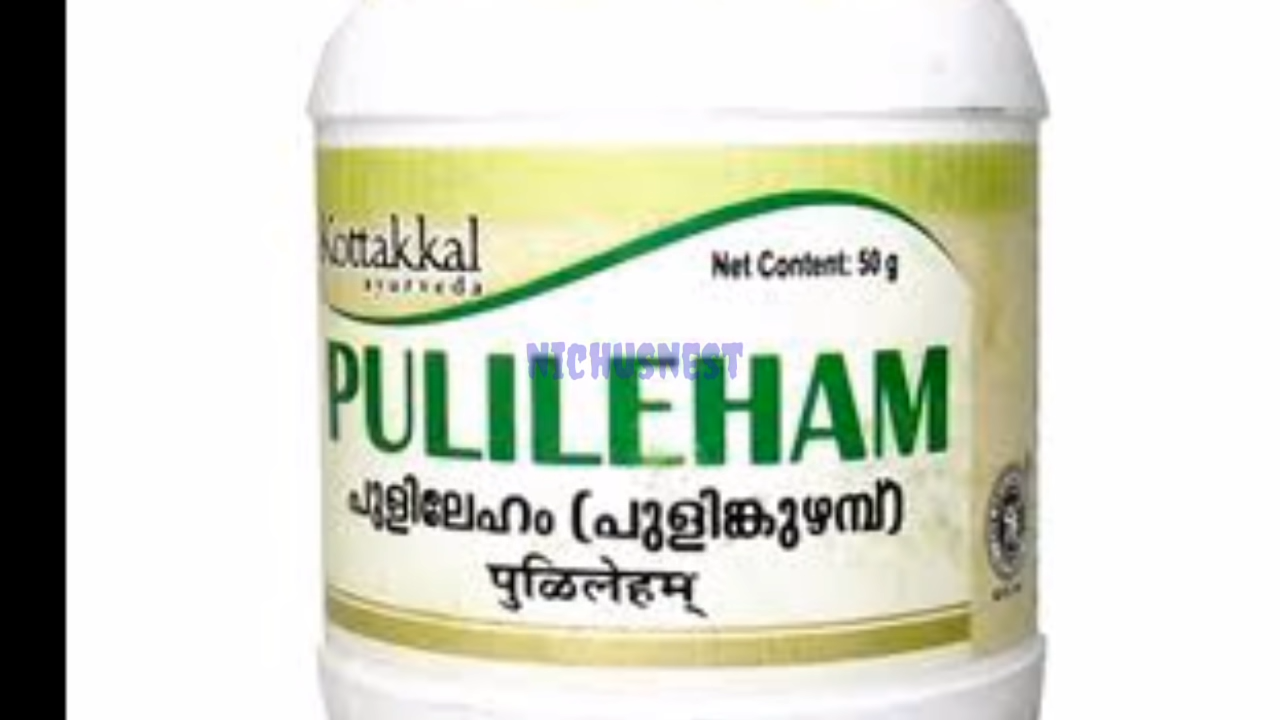 Kottakkal
ayurveda
Net Content: 50 g
NICHUSNEST
PULILEHAM
പുളിലേഹം (പുളിങ്കുഴമ്പ്)
पुळिलेहम्